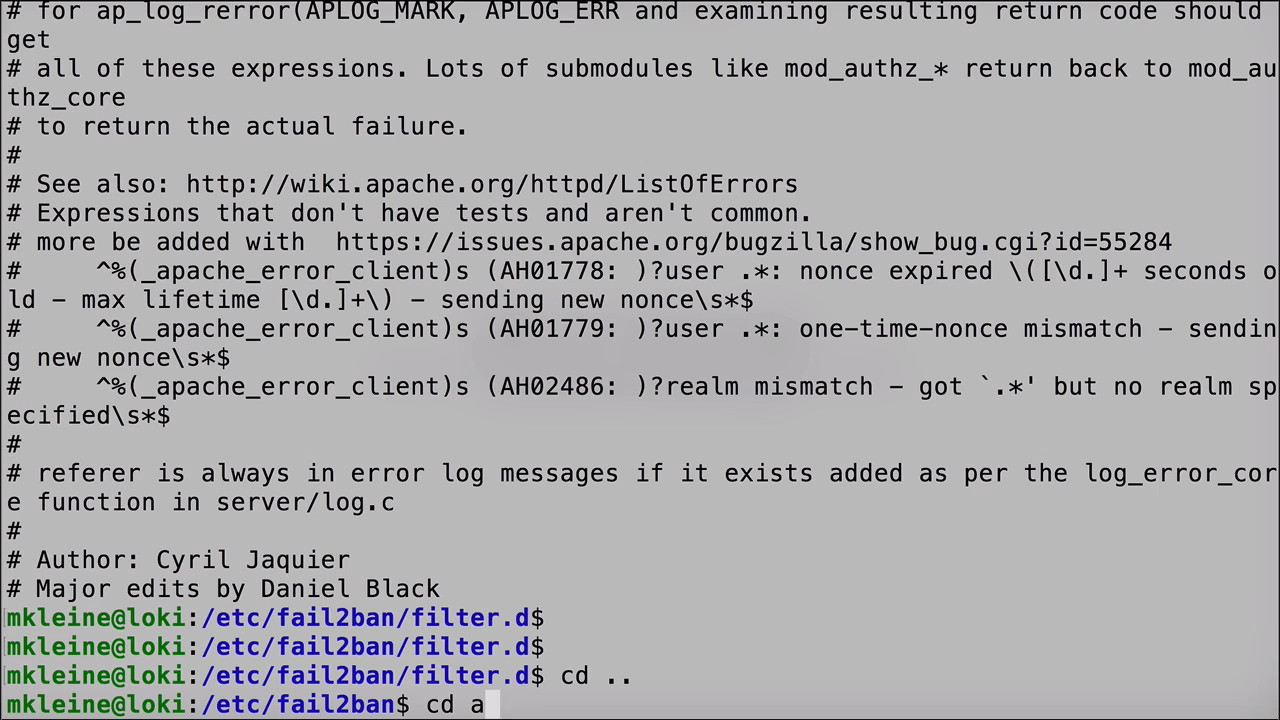 # for ap_log_rerror(APLOG_MARK, APLOG_ERR and examining resulting return code should
get
# all of these expressions. Lots of submodules like mod_authz_* return back to mod_au
thz_core
# to return the actual failure.
#
# See also: http://wiki.apache.org/httpd/ListOfErrors
# Expressions that don't have tests and aren't common.
# more be added with  https://issues.apache.org/bugzilla/show_bug.cgi?id=55284
#     ^%(_apache_error_client)s (AH01778: )?user .*: nonce expired \([\d.]+ seconds o
ld - max lifetime [\d.]+\) - sending new nonce\s*$
#     ^%(_apache_error_client)s (AH01779: )?user .*: one-time-nonce mismatch - sendin
g new nonce\s*$
#     ^%(_apache_error_client)s (AH02486: )?realm mismatch - got `.*' but no realm sp
ecified\s*$
#
# referer is always in error log messages if it exists added as per the log_error_cor
e function in server/log.c
#
# Author: Cyril Jaquier
# Major edits by Daniel Black
mkleine@loki:/etc/fail2ban/filter.d$
mkleine@loki:/etc/fail2ban/filter.d$
mkleine@loki:/etc/fail2ban/filter.d$ cd ..
mkleine@loki:/etc/fail2ban$ cd a